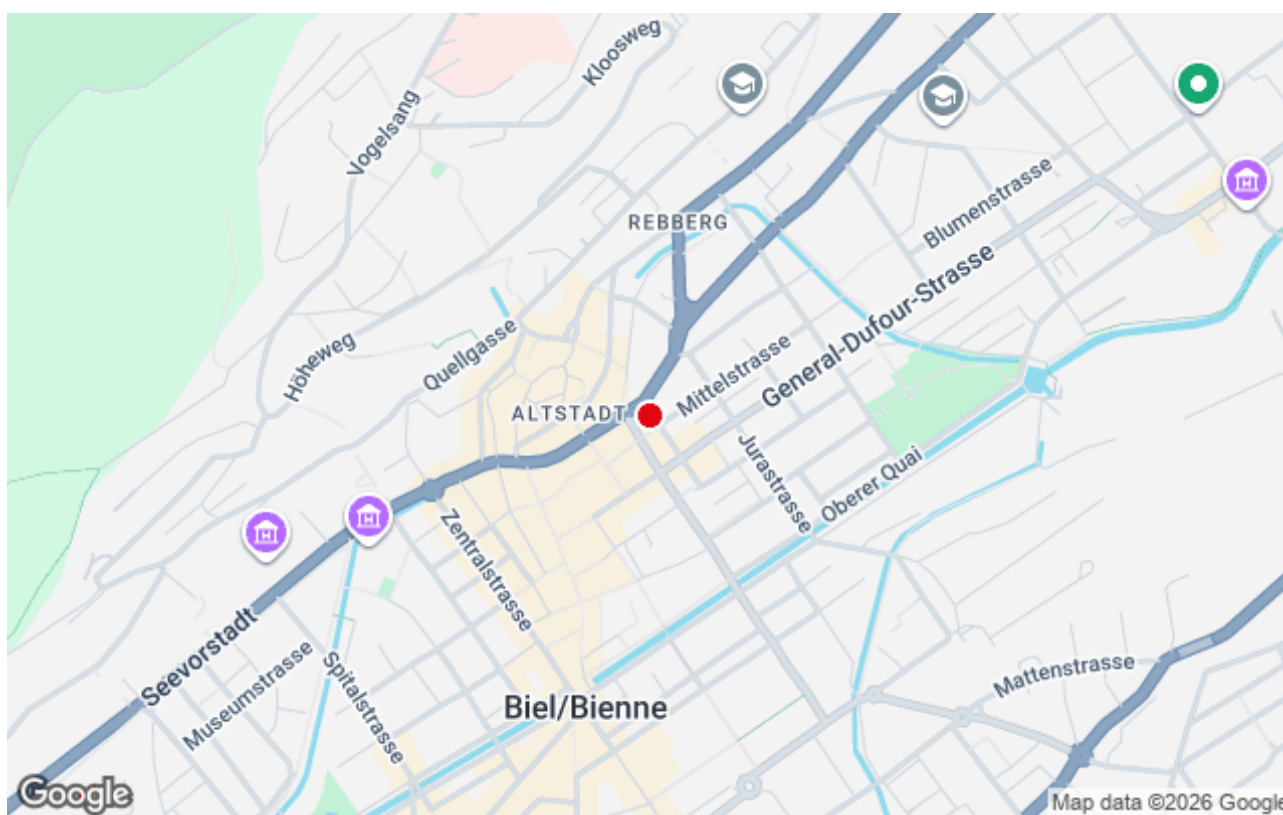 Kloosweg
Vogelsang
REBBERG
Blumenstrasse
General-Dufour-Strasse
Höheweg
Quellgasse
Mittelstrasse
ALTSTADT
Jurastrasse
Oberer Quai
Zentralstrasse
Seevorstadt
Museumstrasse
Spitalstrasse
Mattenstrasse
Biel/Bienne
Google
Map data ©2026 Google